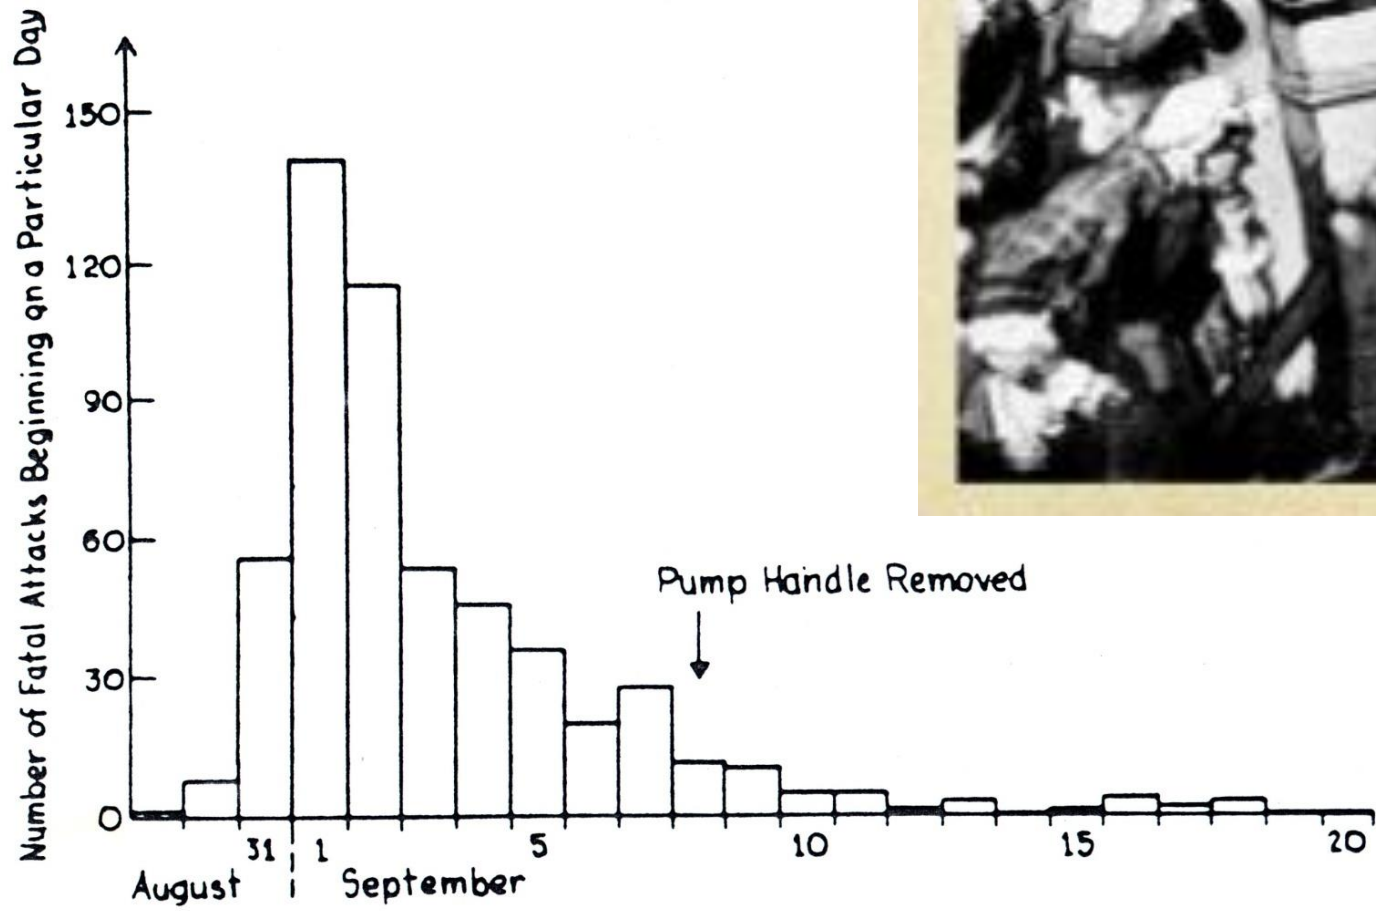 Number of Fatal Attacks Beginning on a Particular Day
150
120
90
60
30
0
Pump Handle Removed
31 1 5 10 15 20
August September